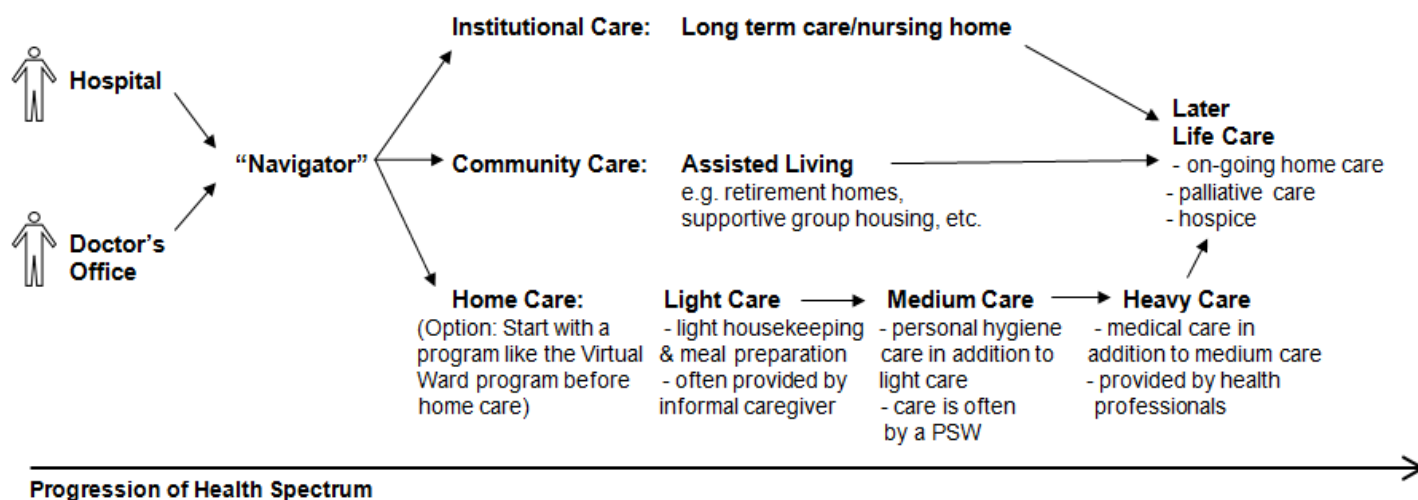 Institutional Care: Long term care/nursing home
Hospital
Later
Life Care
- on-going home care
- palliative care
- hospice
"Navigator"
Community Care: Assisted Living
e.g. retirement homes,
supportive group housing, etc.
Doctor's
Office
Home Care:
(Option: Start with a
program like the Virtual
Ward program before
home care)
Light Care
- light housekeeping
& meal preparation
- often provided by
informal caregiver
Medium Care
- personal hygiene
care in addition to
light care
- care is often
by a PSW
Heavy Care
- medical care in
addition to medium care
- provided by health
professionals
Progression of Health Spectrum